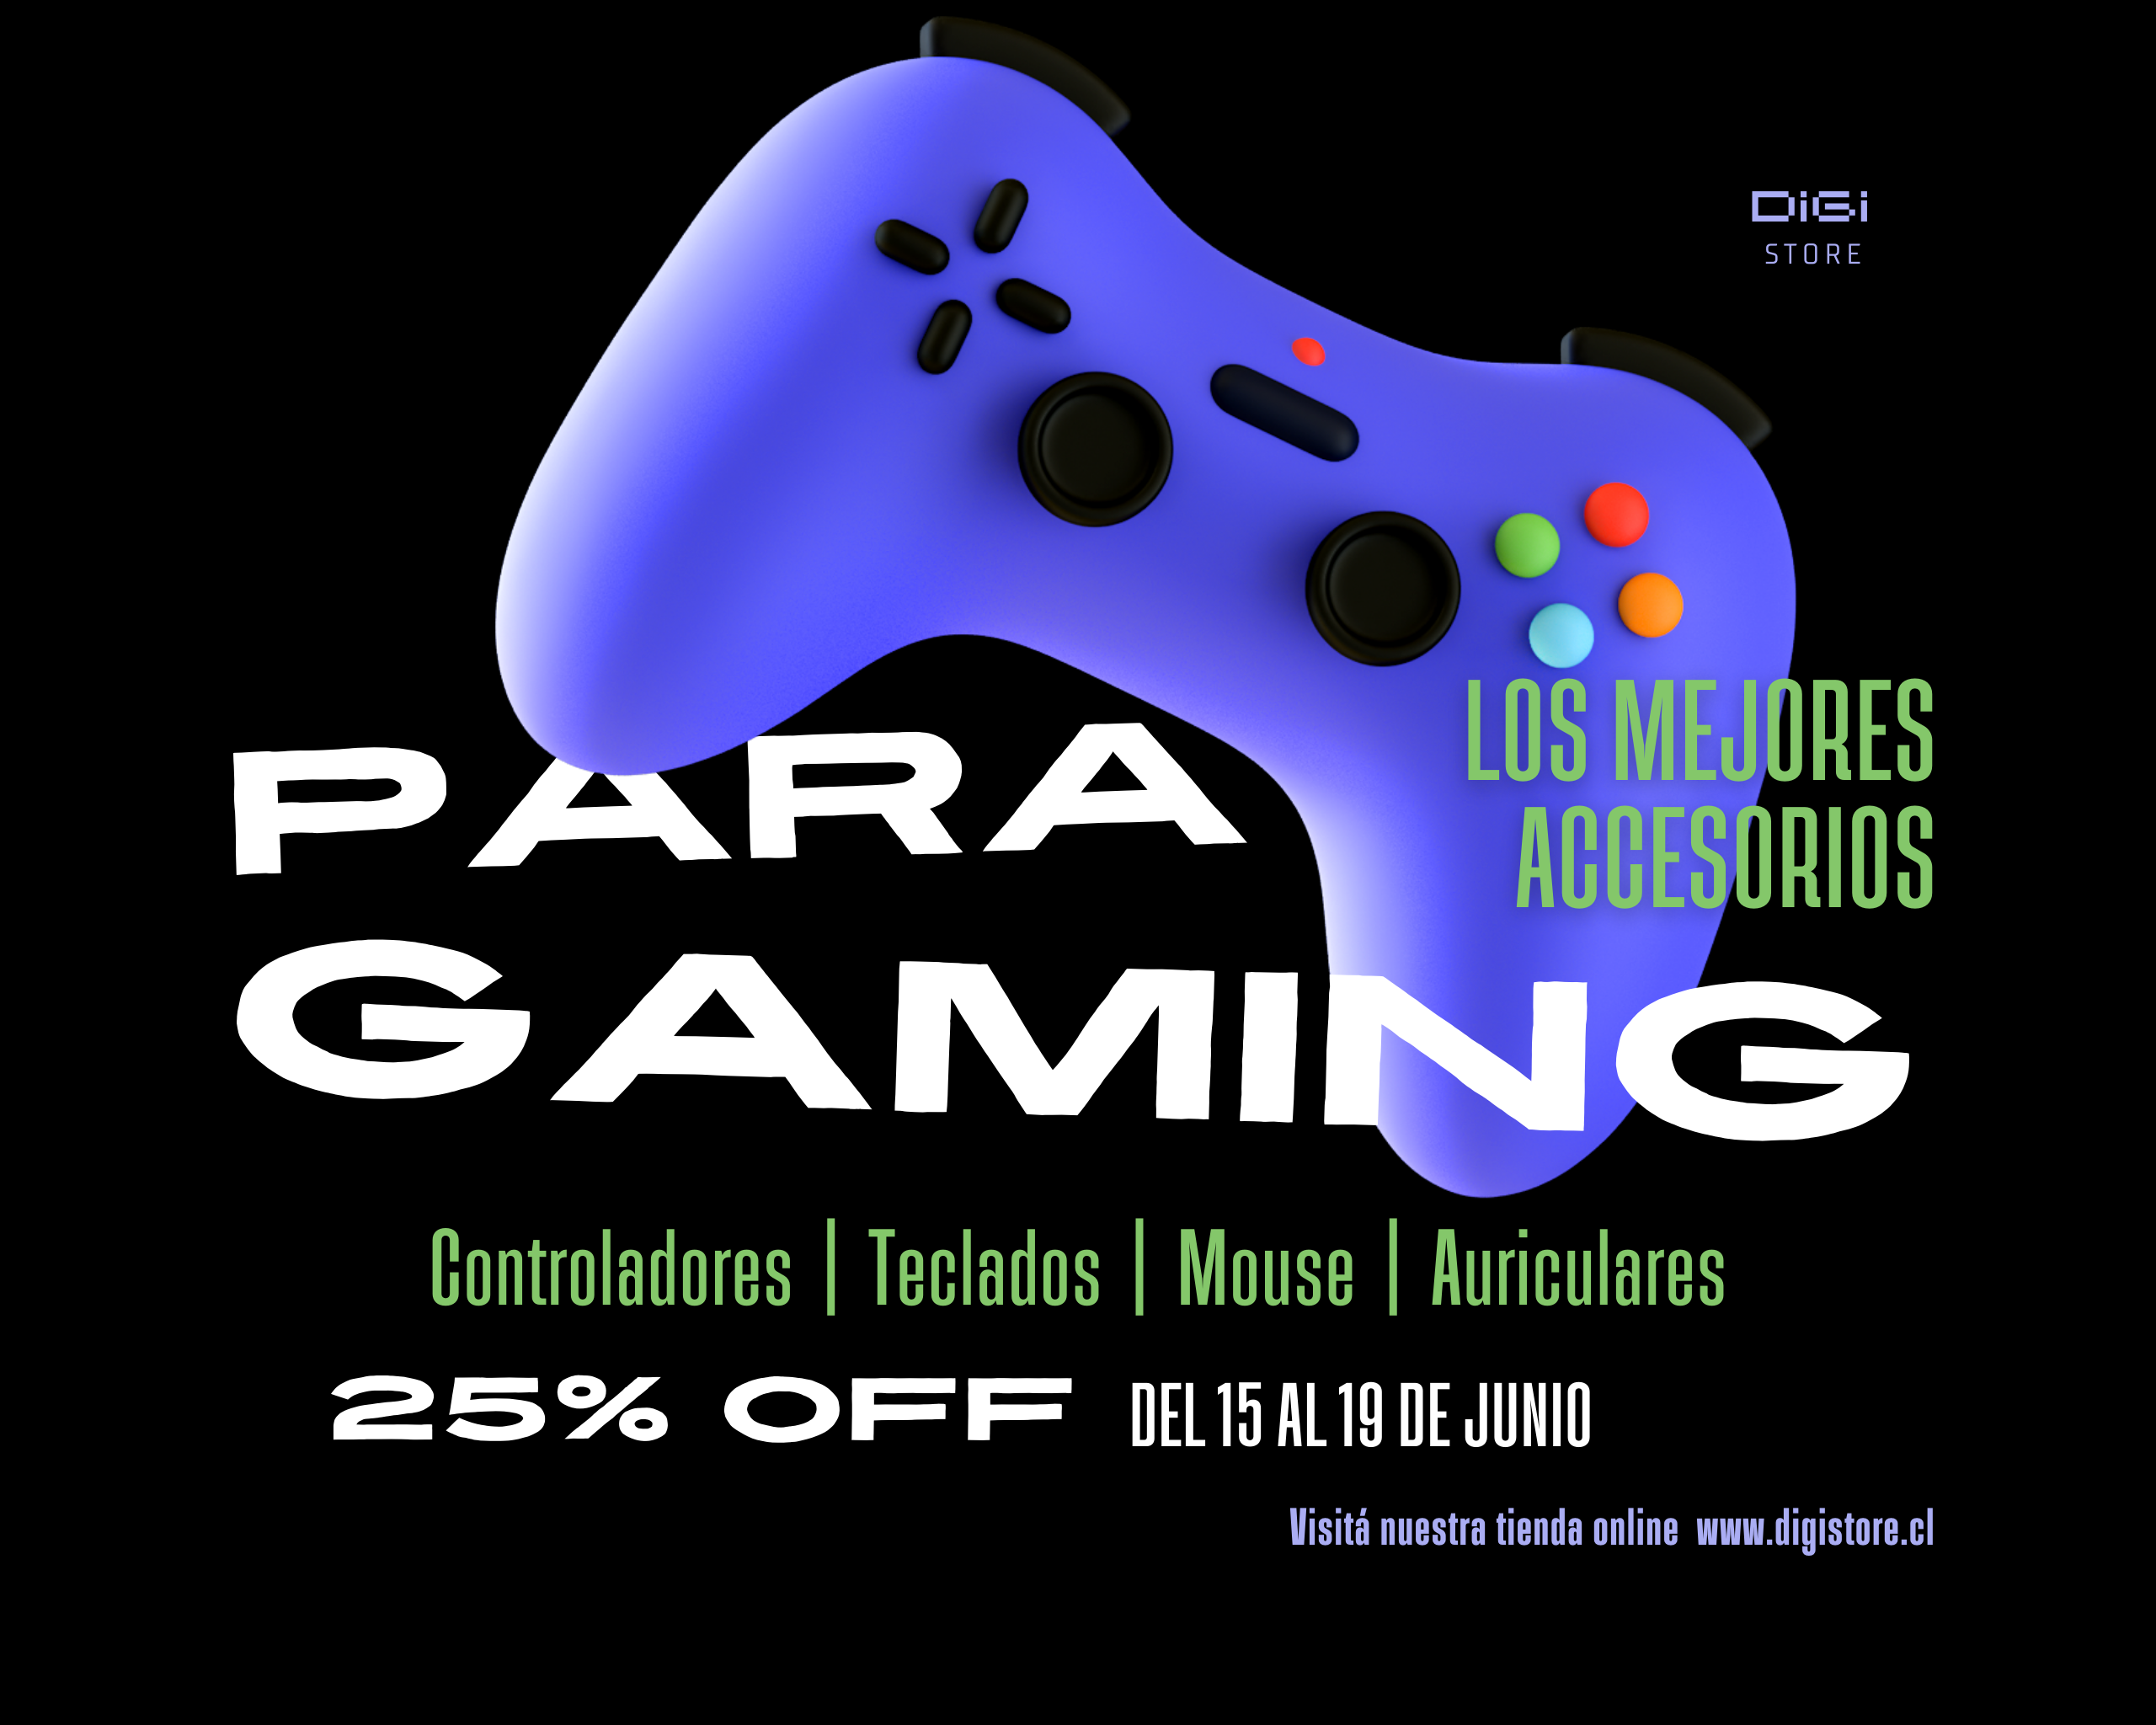 DiGi
STORE
LOS MEJORES
ACCESORIOS
PARA
GAMING
Controladores | Teclados | Mouse | Auriculares
25% OFF DEL 15 AL 19 DE JUNIO
Visitá nuestra tienda online www.digistore.cl